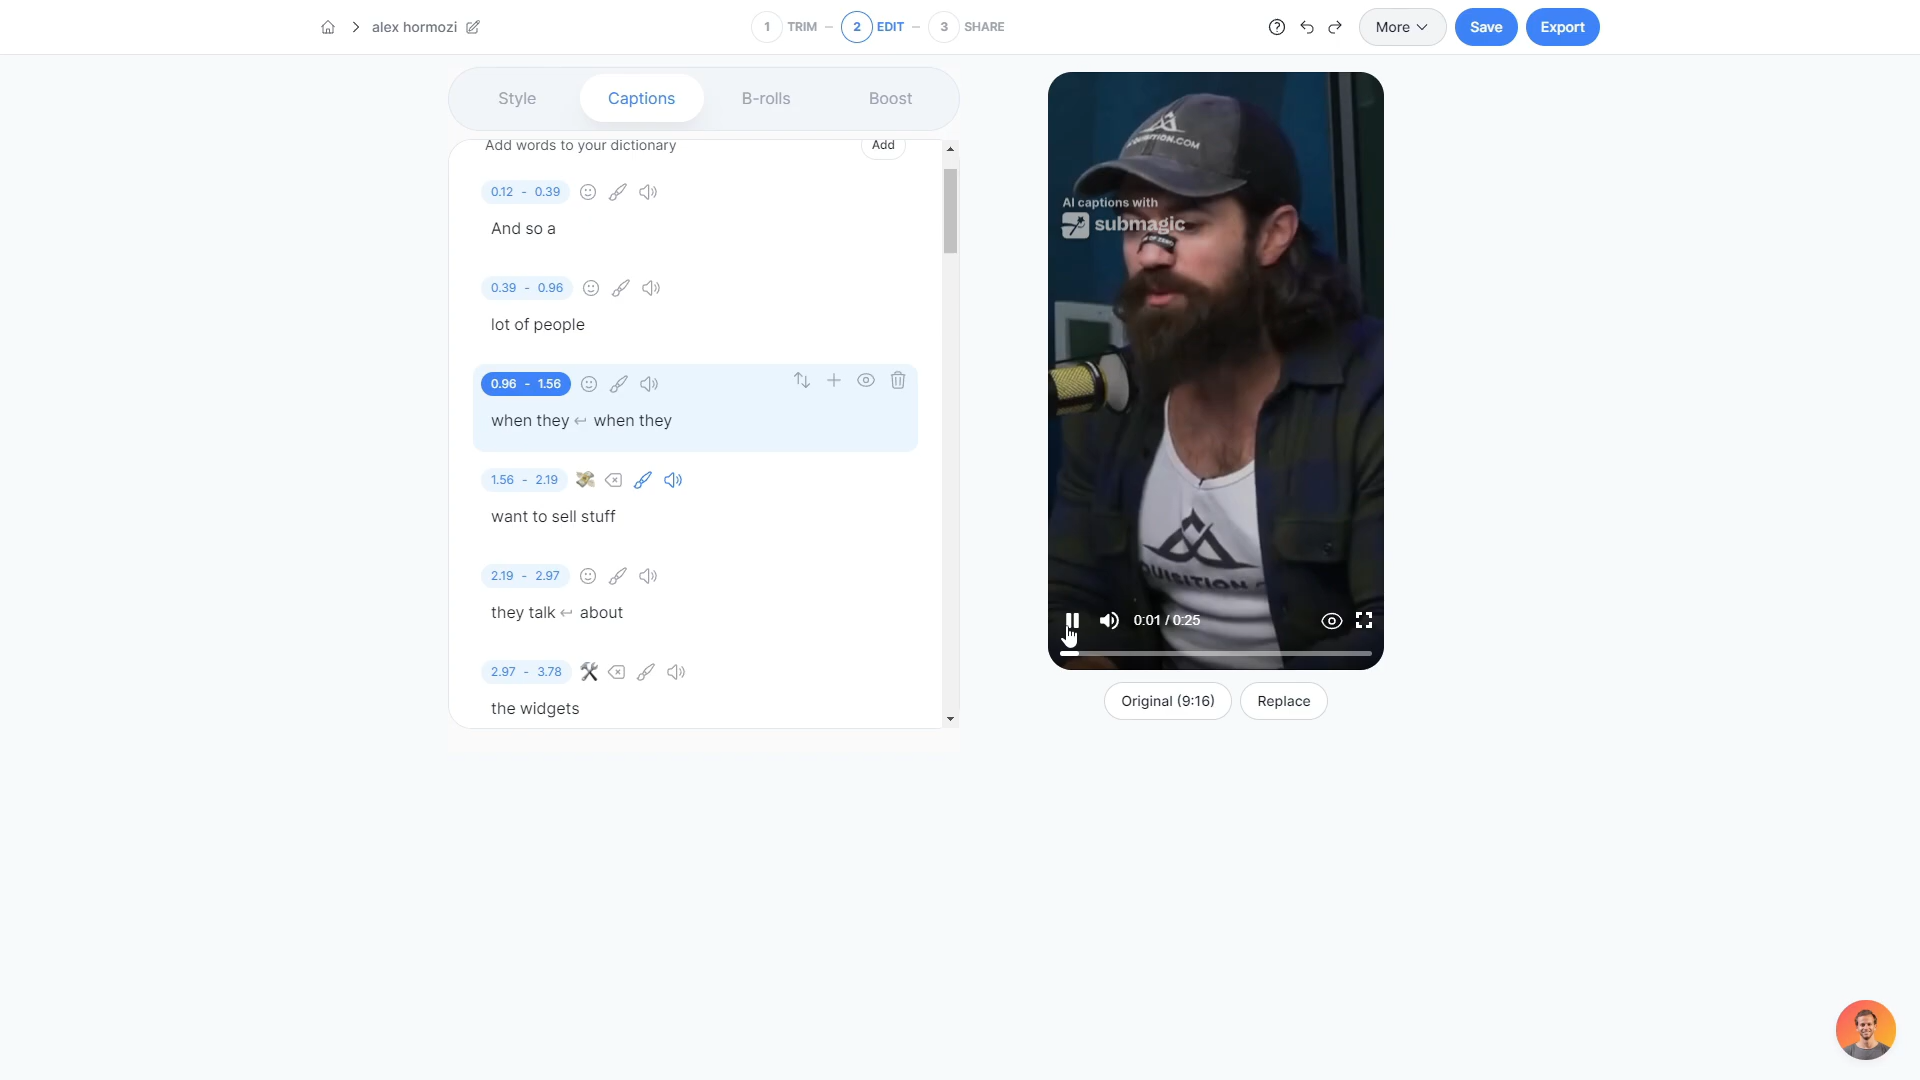 alex hormozi
1 TRIM – 2 EDIT – 3 SHARE
More
Save
Export
Style
Captions
B-rolls
Boost
Add words to your dictionary
Add
0.12 - 0.39
And so a
0.39 - 0.96
lot of people
0.96 - 1.56
when they ↩ when they
1.56 - 2.19
want to sell stuff
2.19 - 2.97
they talk ↩ about
2.97 - 3.78
the widgets
AI captions with
submagic
0:01 / 0:25
Original (9:16)
Replace